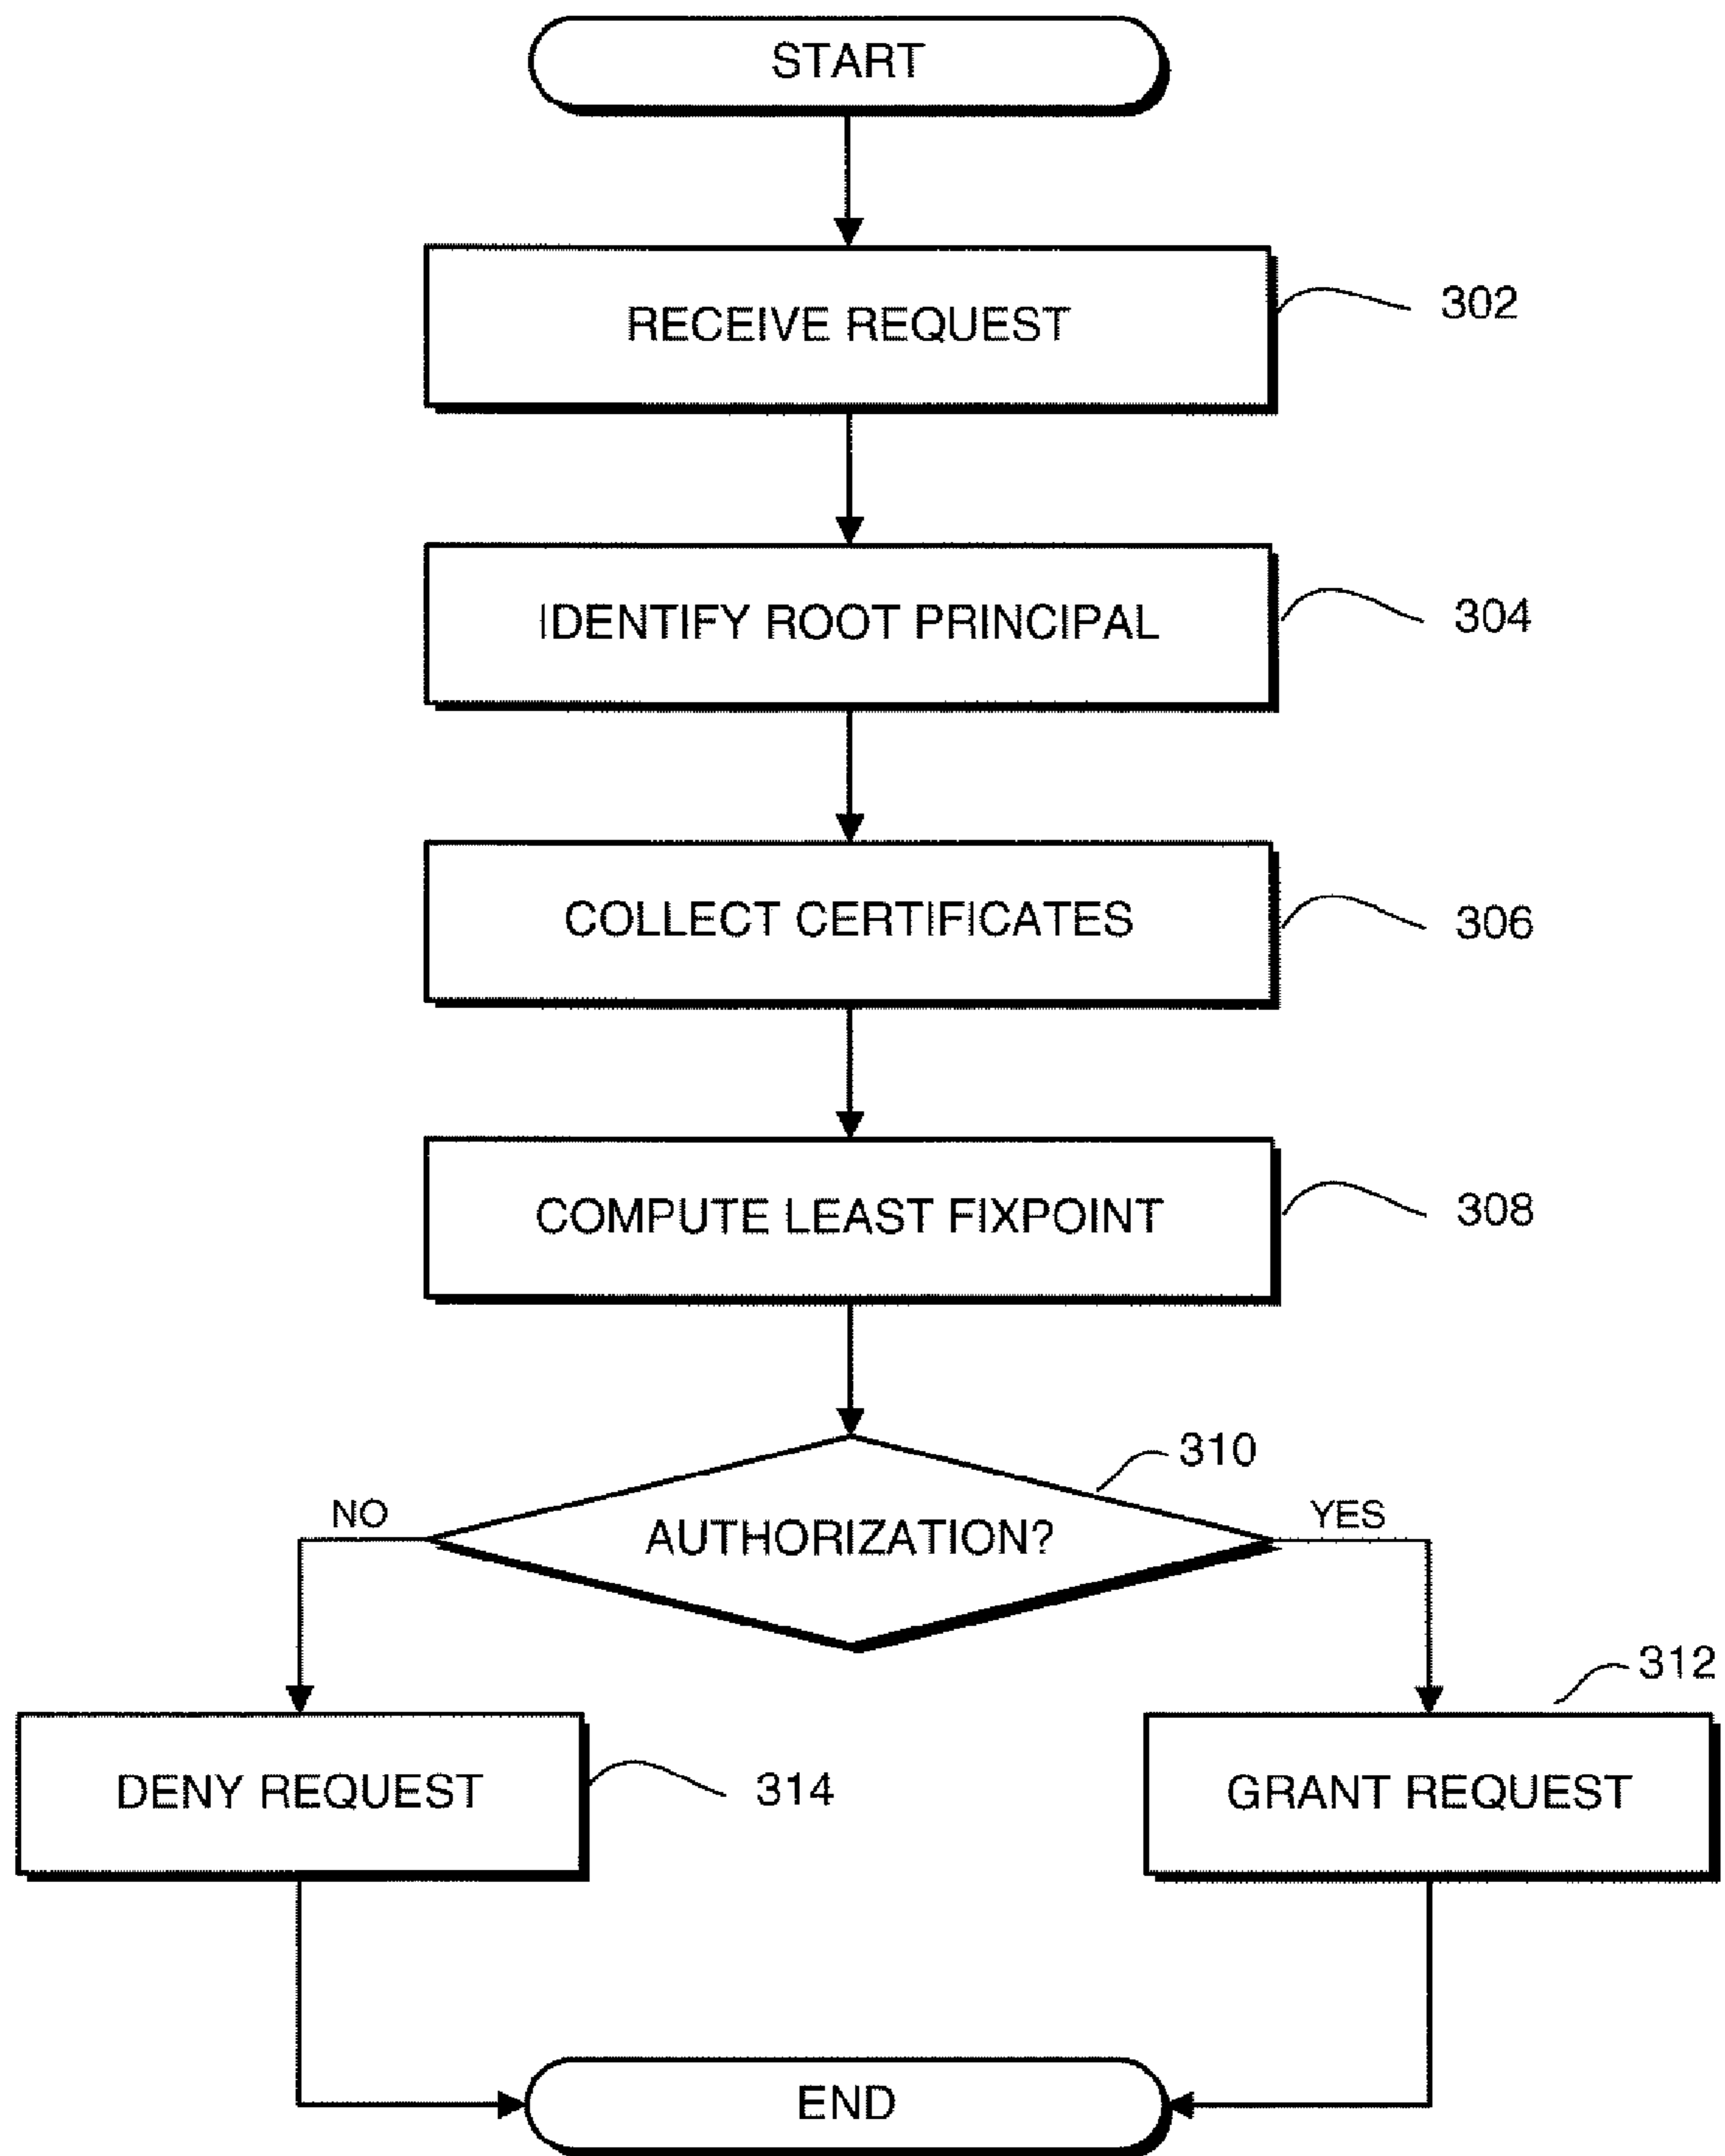 START
RECEIVE REQUEST
302
IDENTIFY ROOT PRINCIPAL
304
COLLECT CERTIFICATES
306
COMPUTE LEAST FIXPOINT
308
310
NO
AUTHORIZATION?
YES
312
DENY REQUEST
314
GRANT REQUEST
END